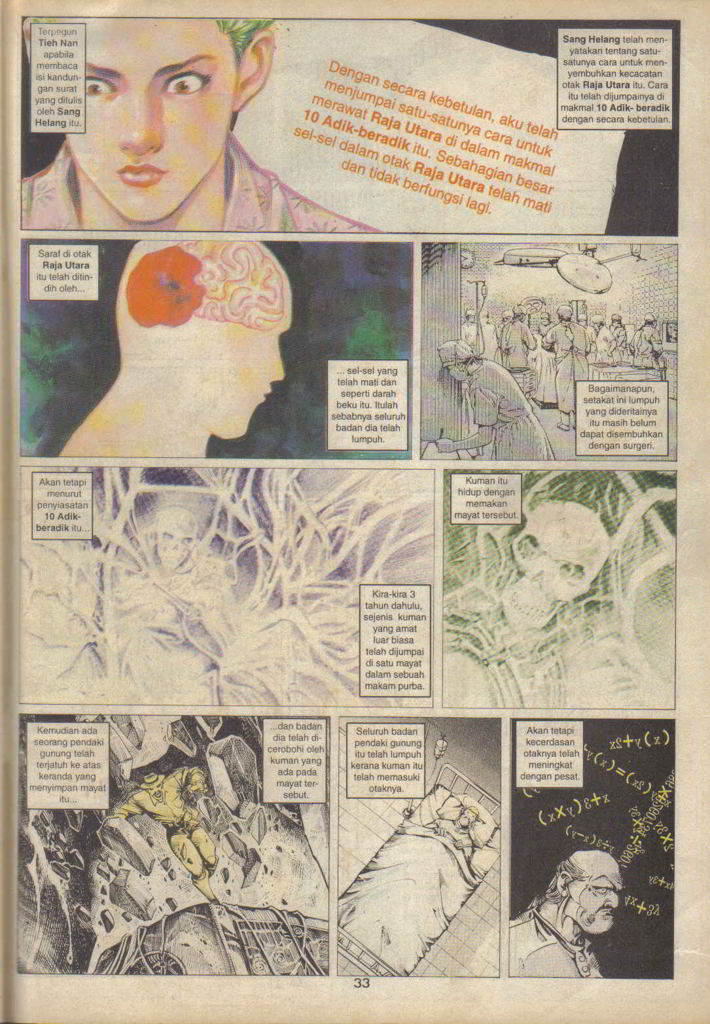 Terpegun
Tieh Nan
apabila
membaca
isi kandun-
gan surat
yang ditulis
oleh Sang
Helang itu.
Dengan secara kebetulan, aku telah
menjumpai satu-satunya cara untuk
merawat Raja Utara di dalam makmal
10 Adik-beradik itu. Sebahagian besar
sel-sel dalam otak Raja Utara telah mati
dan tidak berfungsi lagi.
Sang Helang telah men-
yatakan tentang satu-
satunya cara untuk me-
nyembuhkan kecacatan
otak Raja Utara itu. Cara
itu telah dijumpainya di
makmal 10 Adik- beradik
dengan secara kebetulan.
Saraf di otak
Raja Utara
itu telah ditin-
dih oleh...
... sel-sel yang
telah mati dan
seperti darah
beku itu. Itulah
sebabnya seluruh
badan dia telah
lumpuh.
Bagaimanapun,
setakat ini lumpuh
yang dideritainya
itu masih belum
dapat disembuhkan
dengan surgeri.
Akan tetapi
menurut
penyiasatan
10 Adik-
beradik itu...
Kira-kira 3
tahun dahulu,
sejenis kuman
yang amat
luar biasa
telah dijumpai
di satu mayat
dalam sebuah
makam purba.
Kuman itu
hidup dengan
memakan
mayat tersebut.
Kemudian ada
seorang pendaki
gunung telah
terjatuh ke atas
keranda yang
menyimpan mayat
itu...
...dan badan
dia telah di-
cerobohi oleh
kuman yang
ada pada
mayat ter-
sebut.
Seluruh badan
pendaki gunung
itu telah lumpuh
kerana kuman itu
telah memasuki
otaknya.
Akan tetapi
kecerdasan
otaknya telah
meningkat
dengan pesat.
33